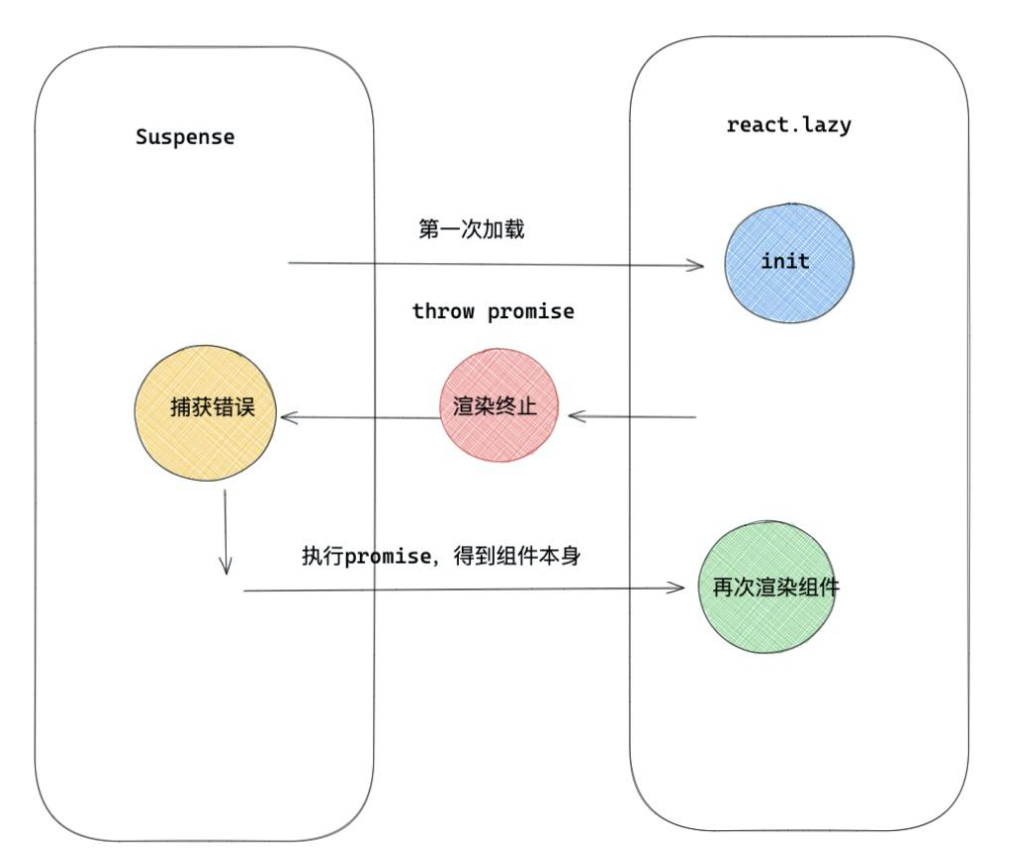 Suspense
react.lazy
第一次加载
init
throw promise
捕获错误
渲染终止
执行promise，得到组件本身
再次渲染组件